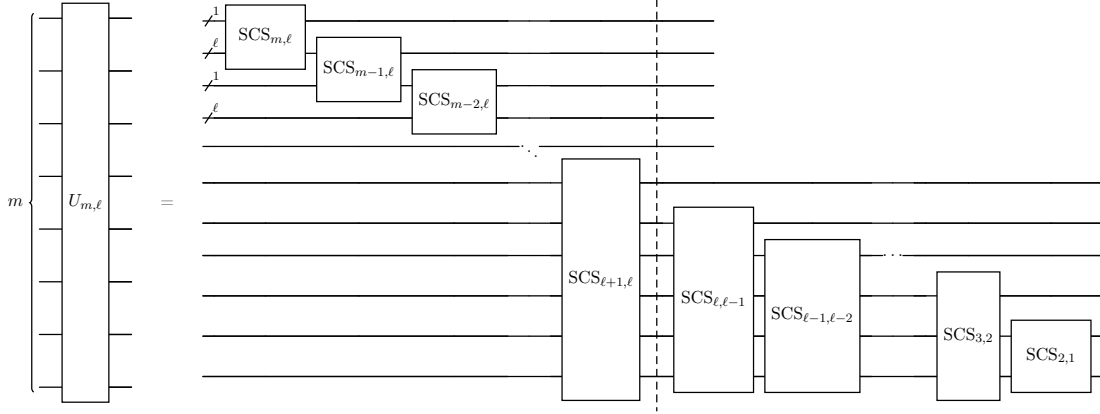 1
SCS_{m,ℓ}
ℓ
SCS_{m−1,ℓ}
1
SCS_{m−2,ℓ}
ℓ
⋱
m
U_{m,ℓ}
=
⋯
SCS_{ℓ+1,ℓ}
SCS_{ℓ,ℓ−1}
SCS_{ℓ−1,ℓ−2}
SCS_{3,2}
SCS_{2,1}